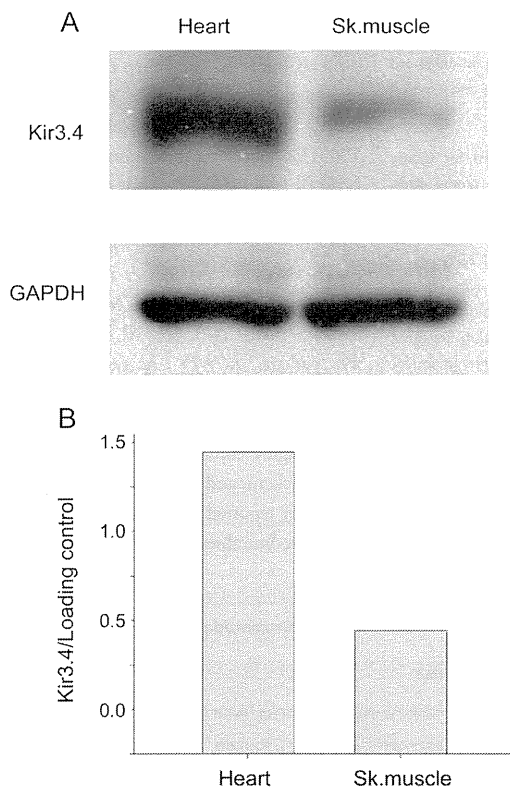 A
Heart Sk.muscle
Kir3.4
GAPDH
B
Kir3.4/Loading control
1.5
1.0
0.5
0.0
Heart Sk.muscle